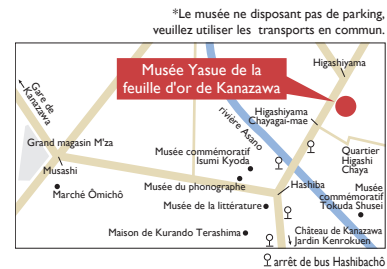 *Le musée ne disposant pas de parking,
veuillez utiliser les transports en commun.
Higashiyama
Musée Yasue de la
feuille d'or de Kanazawa
Gare de
Kanazawa
rivière Asano
Higashiyama
Chayagai-mae
Grand magasin M'za
Musashi
Marché Ômichô
Musée commémoratif
Isumi Kyoda
Quartier
Higashi
Chaya
Musée du phonographe
Hashiba
Musée de la littérature
Musée
commémoratif
Tokuda Shusei
Maison de Kurando Terashima
Château de Kanazawa
Jardin Kenrokuen
arrêt de bus Hashibachô